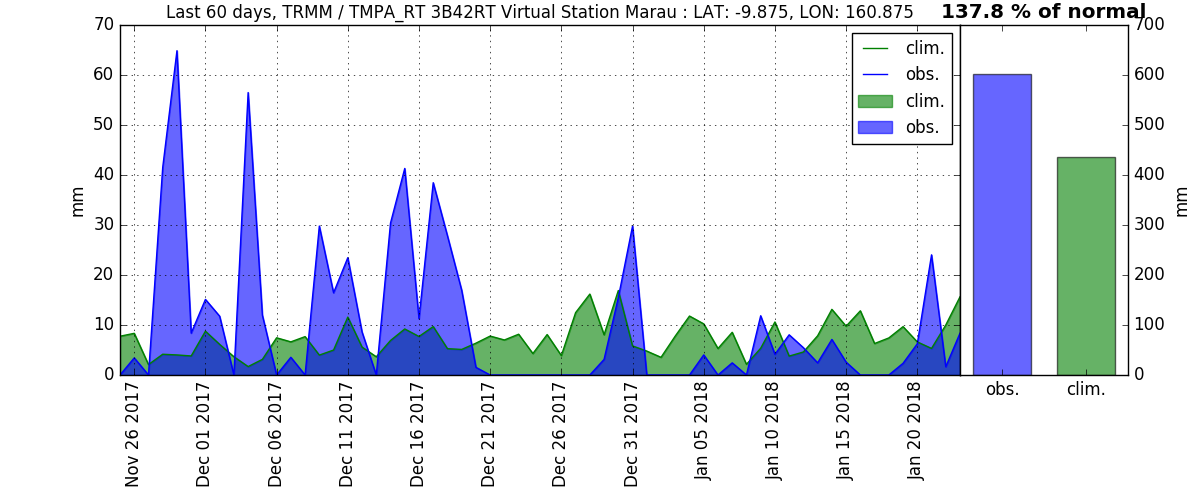 Last 60 days, TRMM / TMPA_RT 3B42RT Virtual Station Marau : LAT: -9.875, LON: 160.875
137.8 % of normal
70
60
50
40
30
20
10
0
mm
clim.
obs.
clim.
obs.
Nov 26 2017
Dec 01 2017
Dec 06 2017
Dec 11 2017
Dec 16 2017
Dec 21 2017
Dec 26 2017
Dec 31 2017
Jan 05 2018
Jan 10 2018
Jan 15 2018
Jan 20 2018
700
600
500
400
300
200
100
0
mm
obs.
clim.